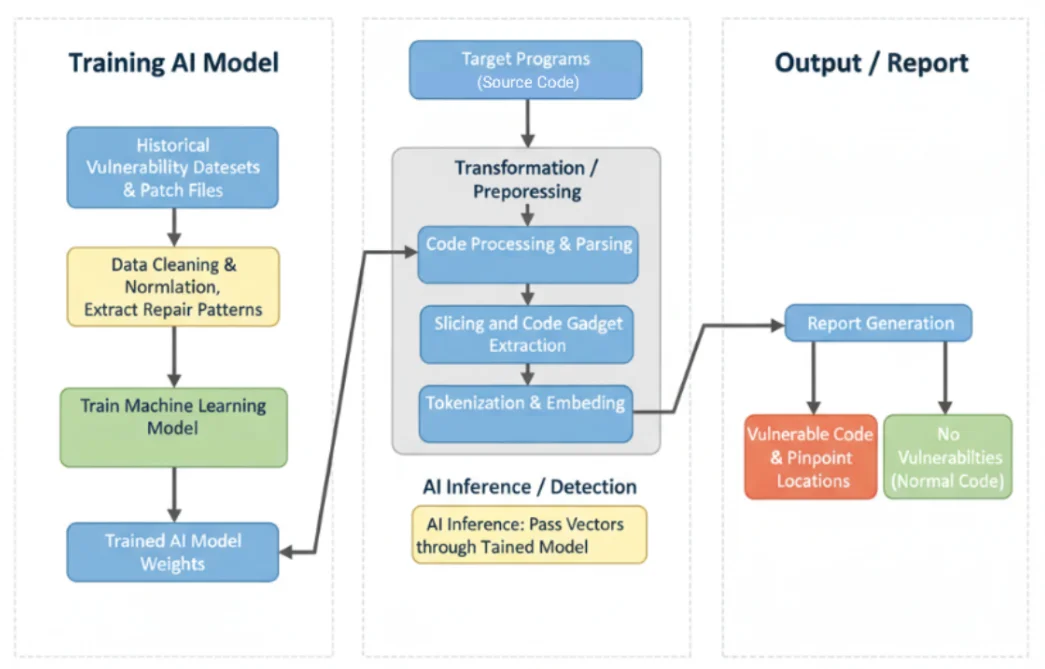 Training AI Model
Historical
Vulnerability Datesets
& Patch Files
Data Cleaning &
Normlation,
Extract Repair Patterns
Train Machine Learning
Model
Trained AI Model
Weights
Target Programs
(Source Code)
Transformation /
Preporessing
Code Processing & Parsing
Slicing and Code Gadget
Extraction
Tokenization & Embeding
AI Inference / Detection
AI Inference: Pass Vectors
through Tained Model
Output / Report
Report Generation
Vulnerable Code
& Pinpoint
Locations
No
Vulnerabilties
(Normal Code)